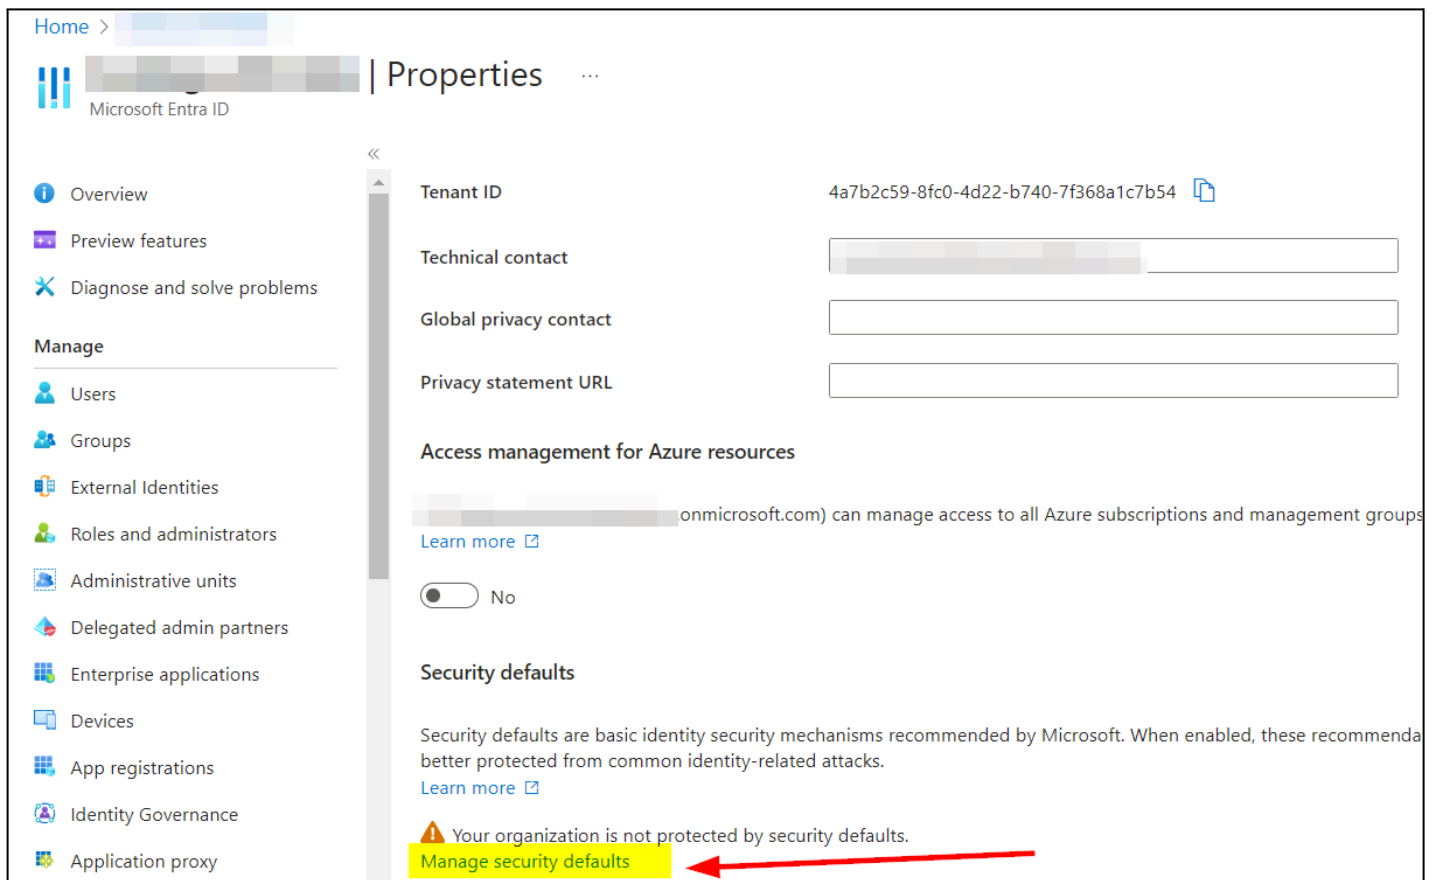 Home >
| Properties ...
Microsoft Entra ID
«
Overview
Preview features
Diagnose and solve problems
Manage
Users
Groups
External Identities
Roles and administrators
Administrative units
Delegated admin partners
Enterprise applications
Devices
App registrations
Identity Governance
Application proxy
Tenant ID 4a7b2c59-8fc0-4d22-b740-7f368a1c7b54
Technical contact
Global privacy contact
Privacy statement URL
Access management for Azure resources
onmicrosoft.com) can manage access to all Azure subscriptions and management groups
Learn more
No
Security defaults
Security defaults are basic identity security mechanisms recommended by Microsoft. When enabled, these recommenda
better protected from common identity-related attacks.
Learn more
Your organization is not protected by security defaults.
Manage security defaults